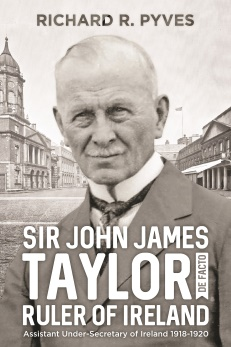 RICHARD R. PYVES
SIR JOHN JAMES
TAYLOR
DE FACTO
RULER OF IRELAND
Assistant Under-Secretary of Ireland 1918-1920